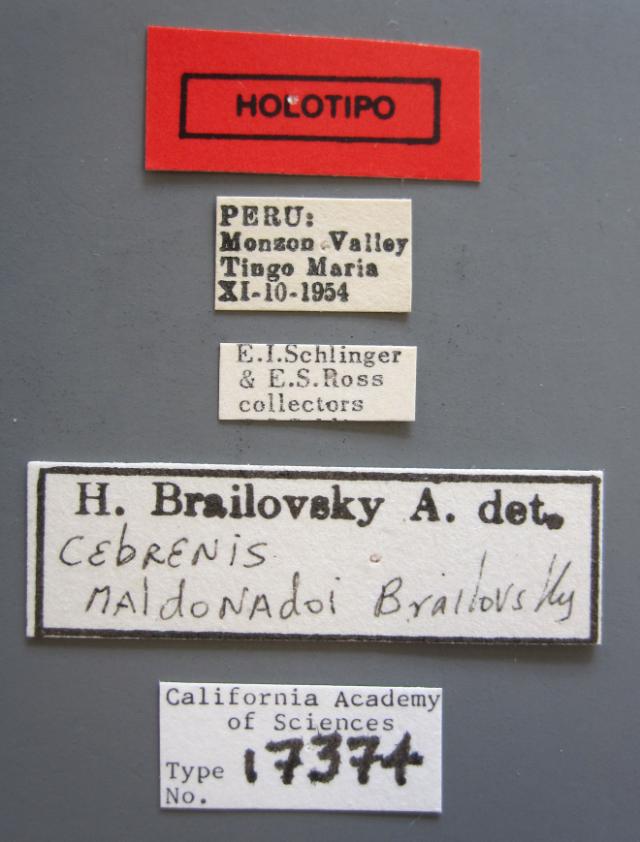 HOLOTIPO
PERU:
Monzon Valley
Tingo Maria
XI-10-1954
E.I.Schlinger
& E.S.Ross
collectors
H. Brailovsky A. det.
CEbRENiS
MAldoNAdoi Brailovsky
California Academy
of Sciences
Type 17374
No.